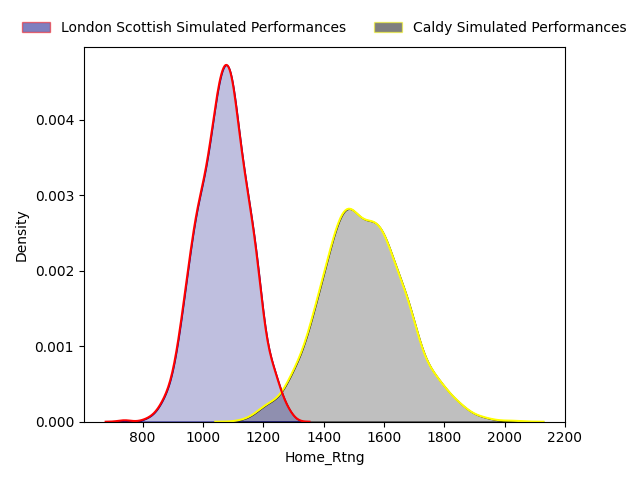 London Scottish Simulated Performances
Caldy Simulated Performances
0.004
0.003
0.002
0.001
0.000
Density
800 1000 1200 1400 1600 1800 2000 2200
Home_Rtng